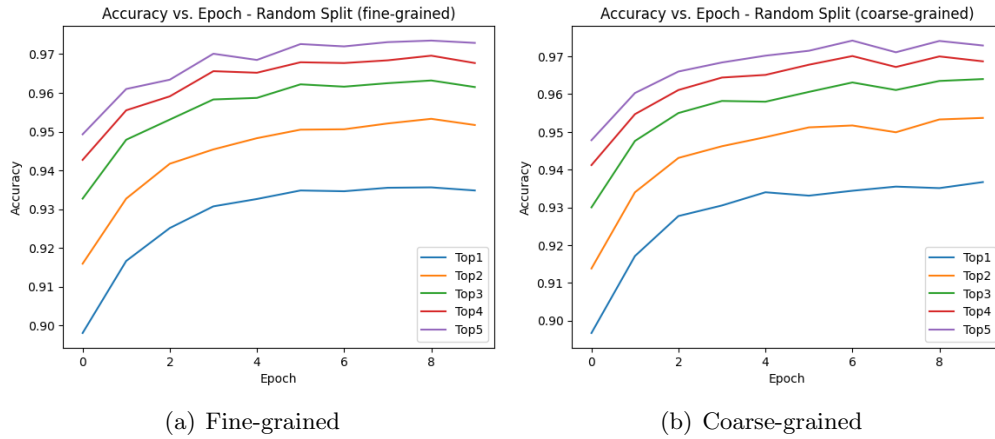 Accuracy vs. Epoch - Random Split (fine-grained)
0.97
0.96
0.95
0.94
0.93
0.92
0.91
0.90
Accuracy
0
2
4
6
8
Epoch
Top1
Top2
Top3
Top4
Top5
(a) Fine-grained
Accuracy vs. Epoch - Random Split (coarse-grained)
0.97
0.96
0.95
0.94
0.93
0.92
0.91
0.90
Accuracy
0
2
4
6
8
Epoch
Top1
Top2
Top3
Top4
Top5
(b) Coarse-grained